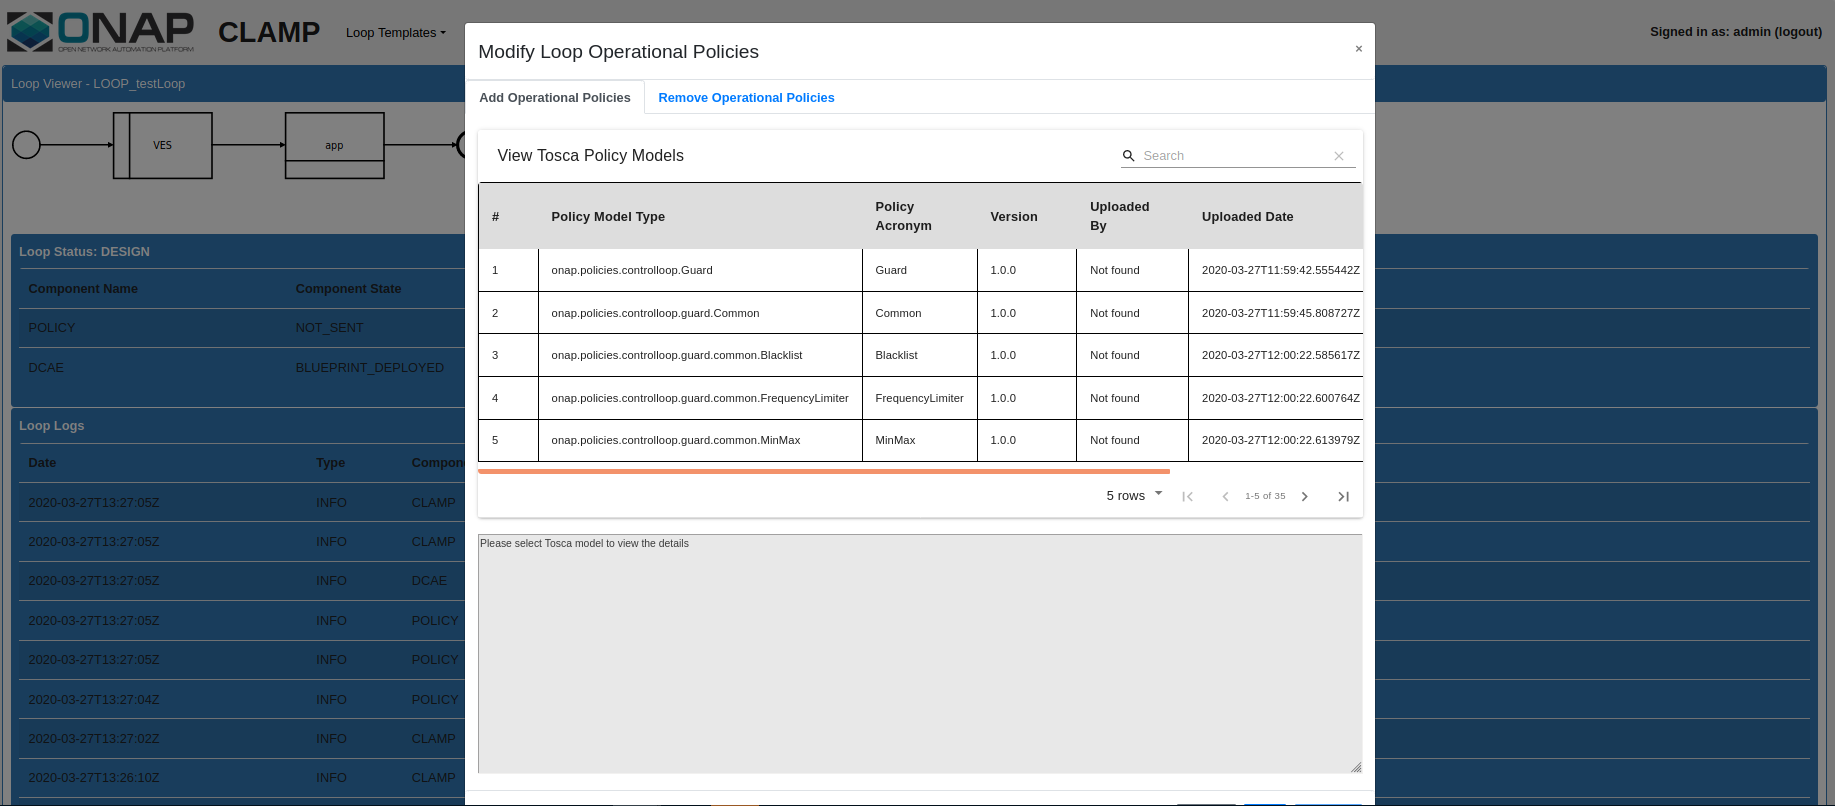 ONAP
OPEN NETWORK AUTOMATION PLATFORM
CLAMP
Loop Templates
Signed in as: admin (logout)
Loop Viewer - LOOP_testLoop
VES
app
Loop Status: DESIGN
Component Name Component State
POLICY NOT_SENT
DCAE BLUEPRINT_DEPLOYED
Loop Logs
Date Type Compon
2020-03-27T13:27:05Z INFO CLAMP
2020-03-27T13:27:05Z INFO CLAMP
2020-03-27T13:27:05Z INFO DCAE
2020-03-27T13:27:05Z INFO POLICY
2020-03-27T13:27:05Z INFO POLICY
2020-03-27T13:27:04Z INFO POLICY
2020-03-27T13:27:02Z INFO CLAMP
2020-03-27T13:26:10Z INFO CLAMP
Modify Loop Operational Policies ×
Add Operational Policies Remove Operational Policies
View Tosca Policy Models
Search
# Policy Model Type Policy Acronym Version Uploaded By Uploaded Date
1 onap.policies.controlloop.Guard Guard 1.0.0 Not found 2020-03-27T11:59:42.555442Z
2 onap.policies.controlloop.guard.Common Common 1.0.0 Not found 2020-03-27T11:59:45.808727Z
3 onap.policies.controlloop.guard.common.Blacklist Blacklist 1.0.0 Not found 2020-03-27T12:00:22.585617Z
4 onap.policies.controlloop.guard.common.FrequencyLimiter FrequencyLimiter 1.0.0 Not found 2020-03-27T12:00:22.600764Z
5 onap.policies.controlloop.guard.common.MinMax MinMax 1.0.0 Not found 2020-03-27T12:00:22.613979Z
5 rows 1-5 of 35
Please select Tosca model to view the details